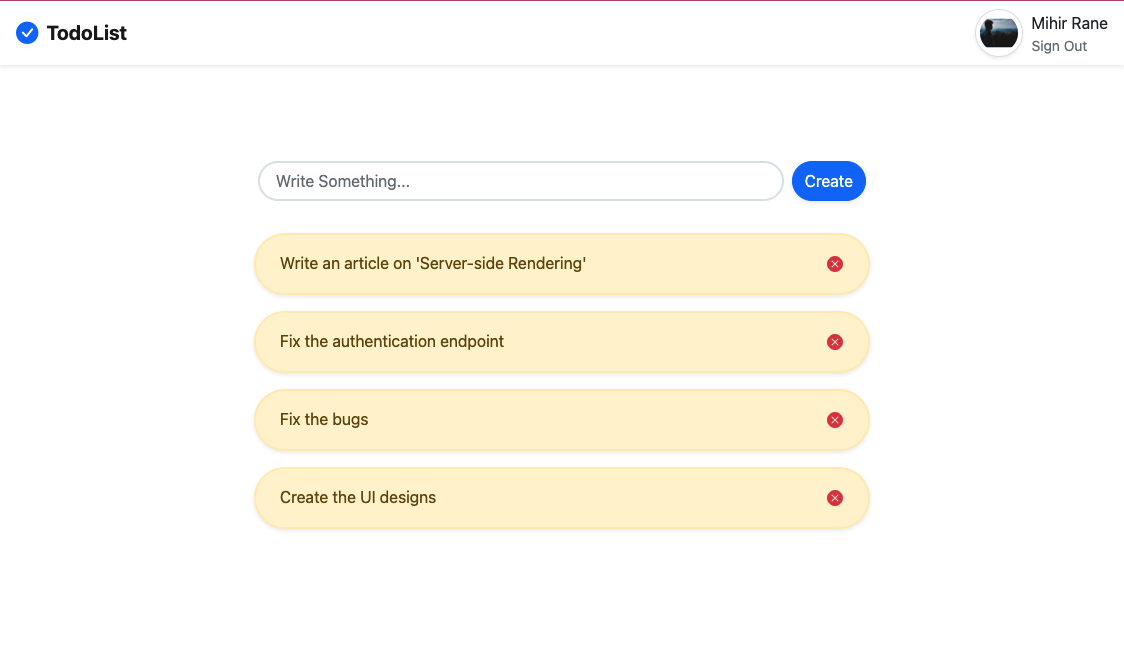 TodoList
Mihir Rane
Sign Out
Write Something...
Create
Write an article on 'Server-side Rendering'
Fix the authentication endpoint
Fix the bugs
Create the UI designs